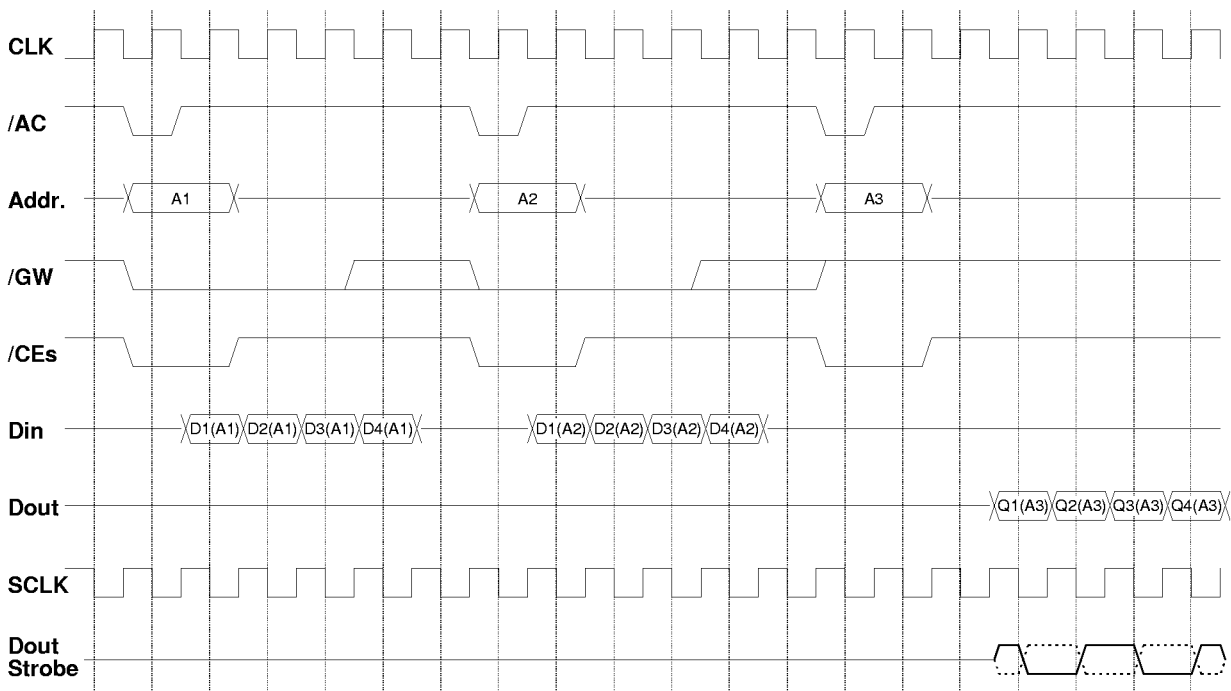 CLK
/AC
Addr. A1 A2 A3
/GW
/CEs
Din D1(A1) D2(A1) D3(A1) D4(A1) D1(A2) D2(A2) D3(A2) D4(A2)
Dout Q1(A3) Q2(A3) Q3(A3) Q4(A3)
SCLK
Dout
Strobe